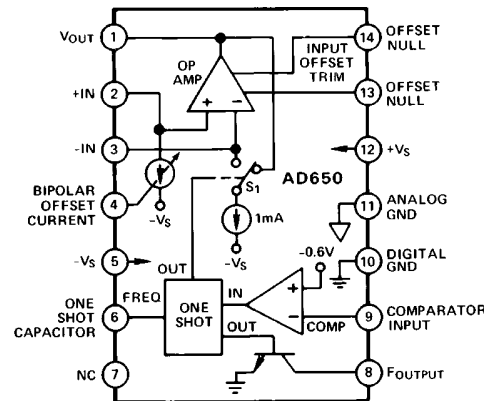 VOUT 1
OP AMP
INPUT OFFSET TRIM
14 OFFSET NULL
+IN 2
+ −
13 OFFSET NULL
-IN 3
12 +VS
S1
AD650
BIPOLAR OFFSET CURRENT 4
-VS
1mA
11 ANALOG GND
-VS 5
-VS
-0.6V
10 DIGITAL GND
OUT
ONE SHOT CAPACITOR 6
FREQ
ONE SHOT
IN
+
−
COMP
9 COMPARATOR INPUT
OUT
NC 7
8 FOUTPUT